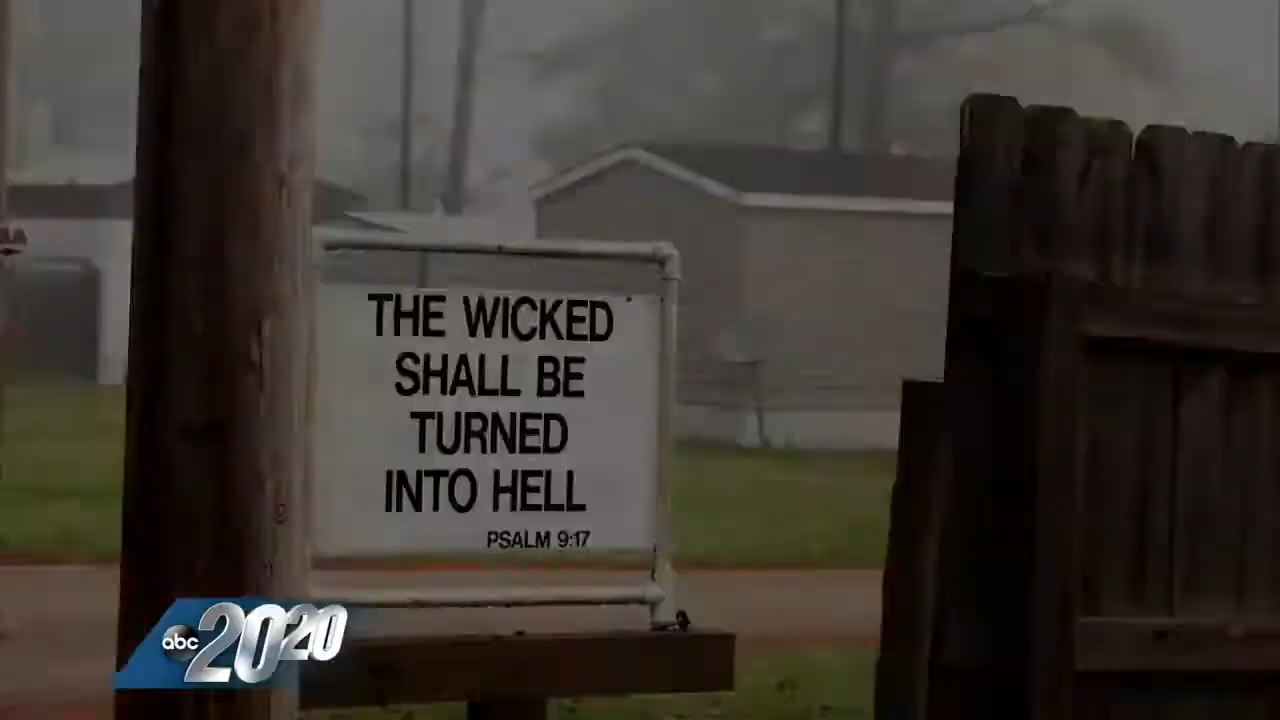 THE WICKED
SHALL BE
TURNED
INTO HELL
PSALM 9:17
abc 2020